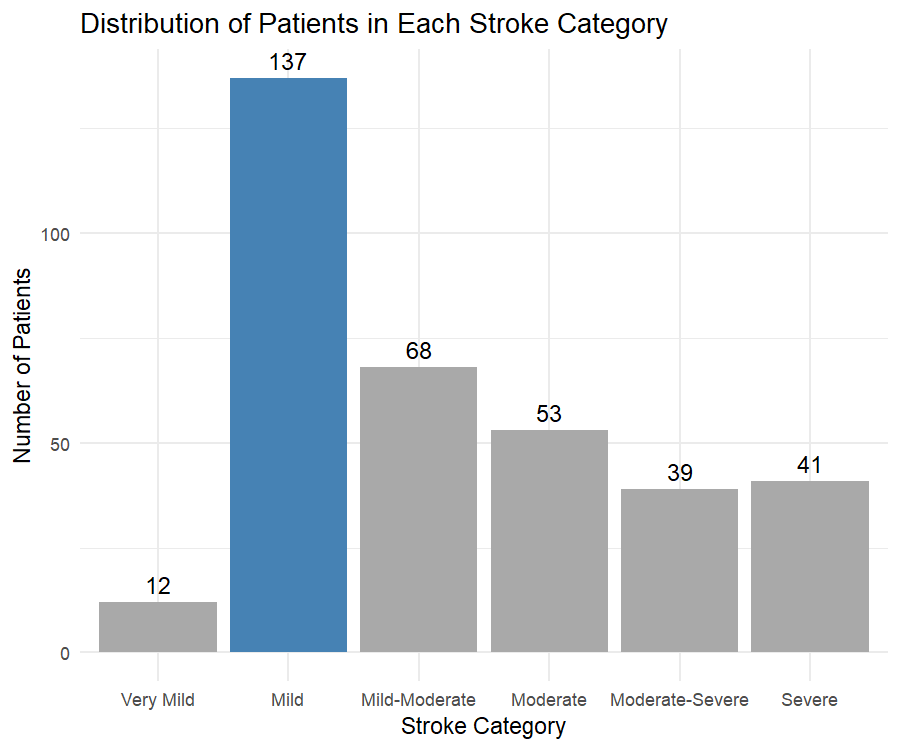 Distribution of Patients in Each Stroke Category
137
100
68
53
50
39
41
12
0
Number of Patients
Very Mild Mild Mild-Moderate Moderate Moderate-Severe Severe
Stroke Category